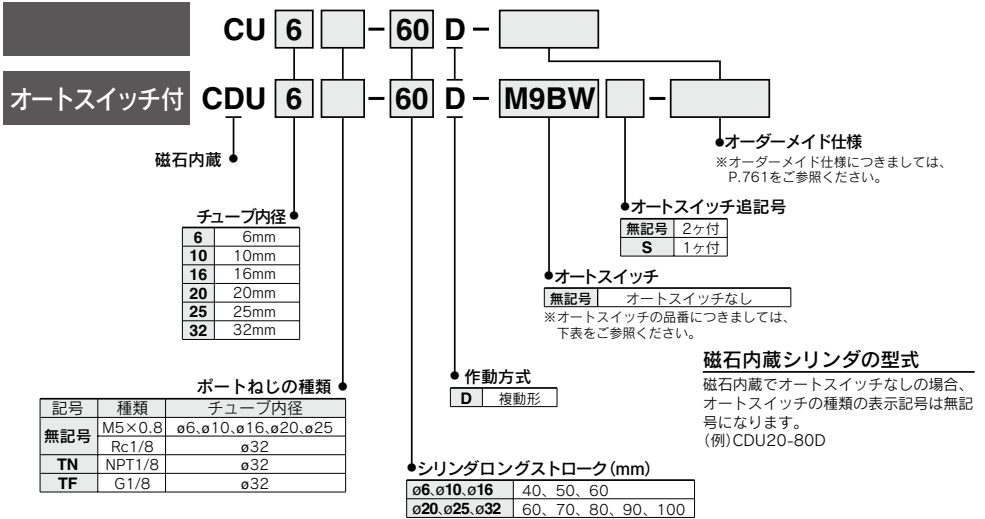 CU 6 - 60 D -
オートスイッチ付 CDU 6 - 60 D - M9BW -
磁石内蔵
オーダーメイド仕様
※オーダーメイド仕様につきましては、
P.761をご参照ください。
チューブ内径
6 6mm
10 10mm
16 16mm
20 20mm
25 25mm
32 32mm
オートスイッチ追記号
無記号 2ヶ付
S 1ヶ付
オートスイッチ
無記号 オートスイッチなし
※オートスイッチの品番につきましては、
下表をご参照ください。
磁石内蔵シリンダの型式
磁石内蔵でオートスイッチなしの場合、
オートスイッチの種類の表示記号は無記
号になります。
(例)CDU20-80D
ポートねじの種類
記号 種類 チューブ内径
無記号 M5×0.8 ø6、ø10、ø16、ø20、ø25
Rc1/8 ø32
TN NPT1/8 ø32
TF G1/8 ø32
作動方式
D 複動形
シリンダロングストローク(mm)
ø6、ø10、ø16 40、50、60
ø20、ø25、ø32 60、70、80、90、100